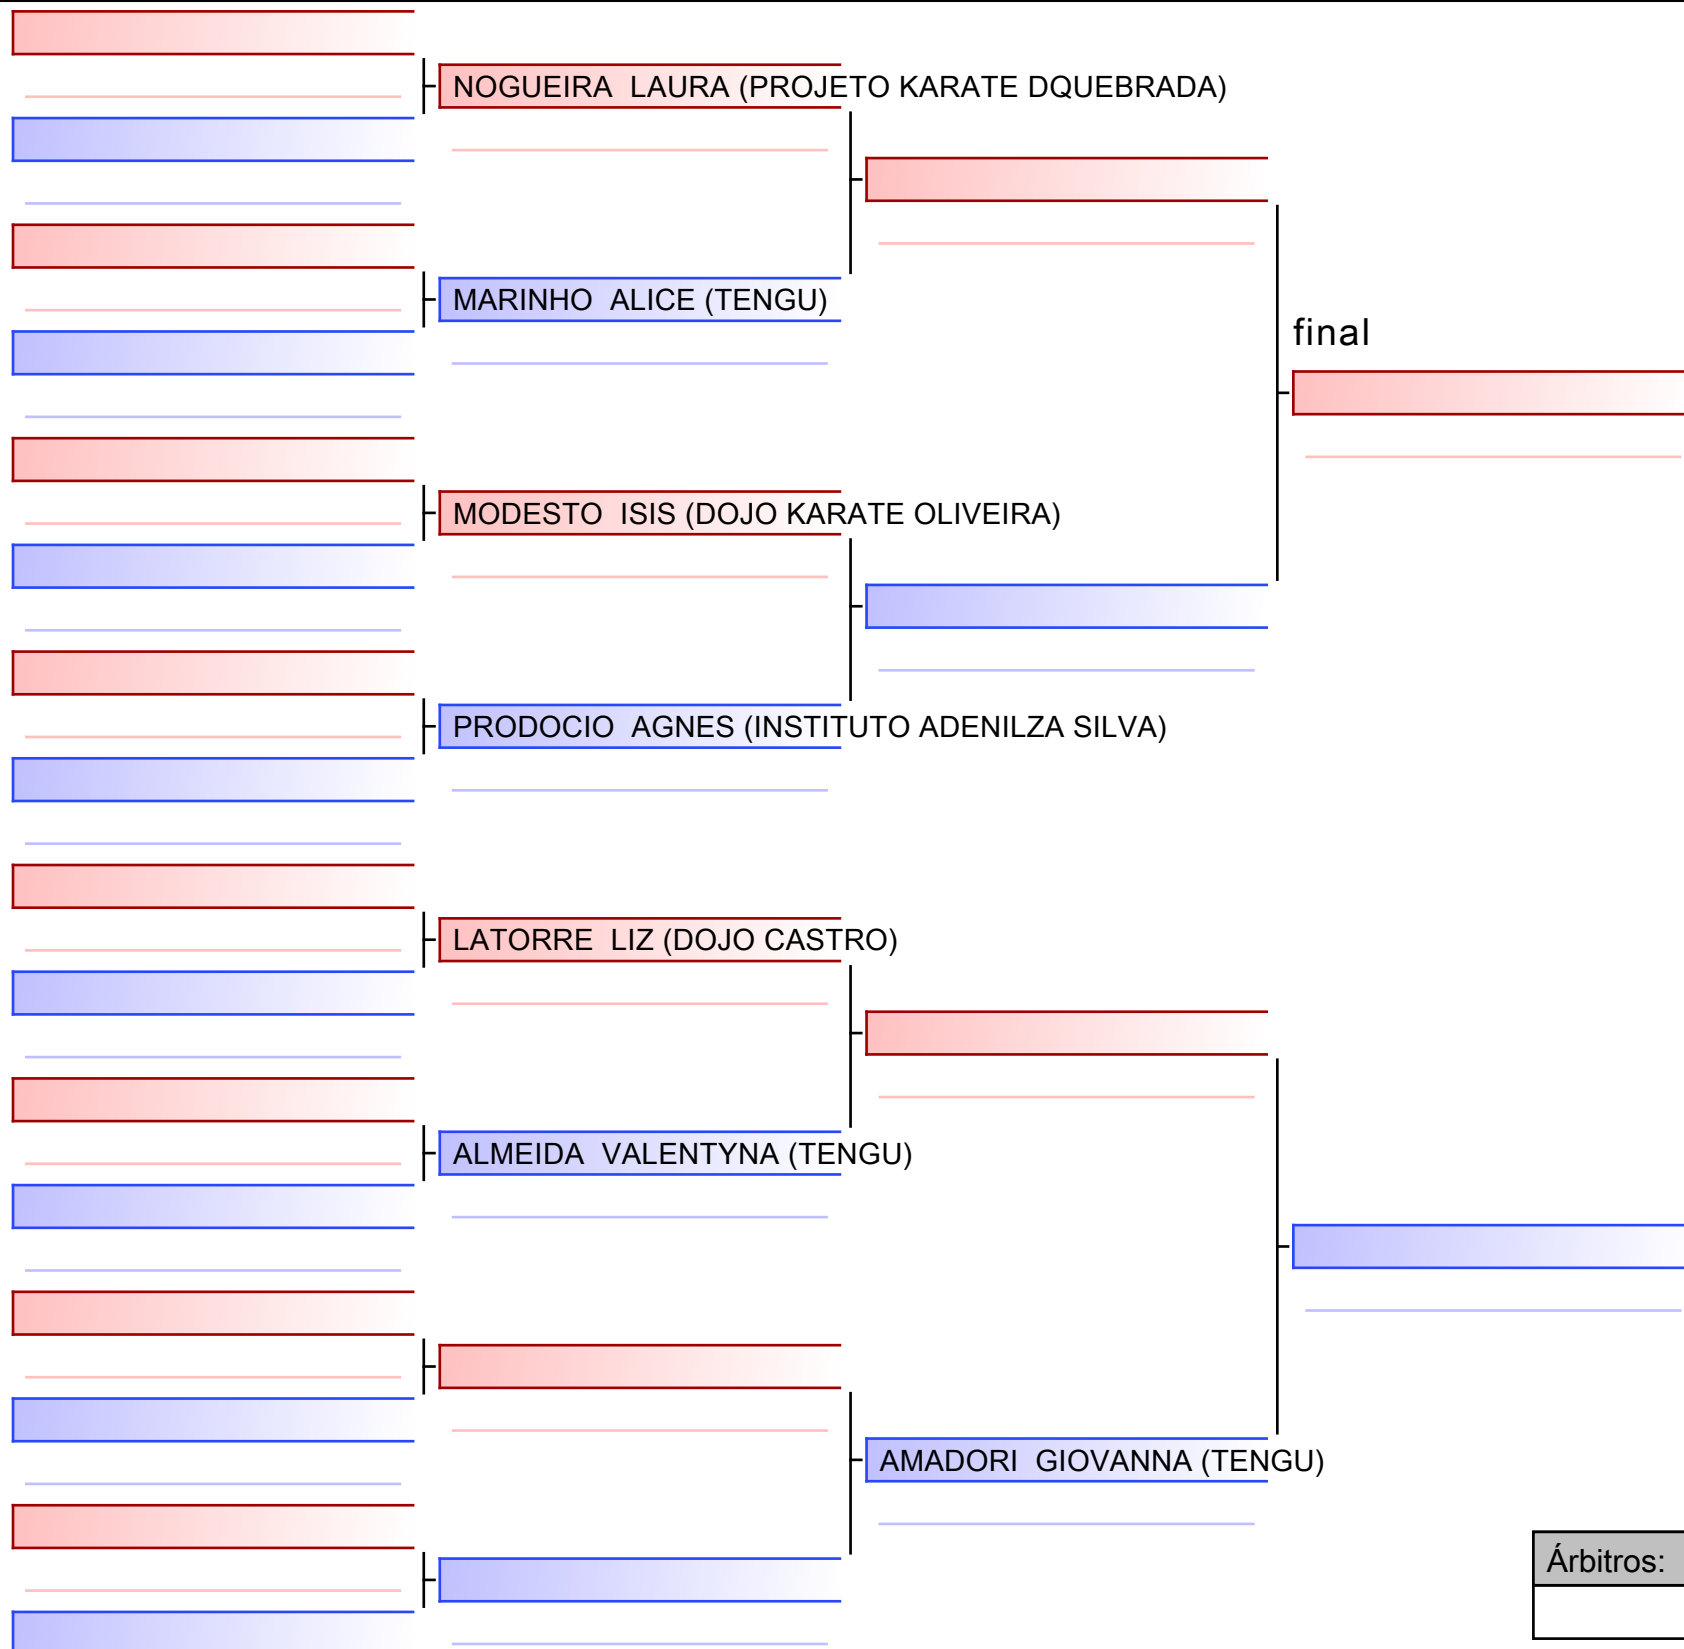 NOGUEIRA  LAURA (PROJETO KARATE DQUEBRADA)
MARINHO  ALICE (TENGU)
final
MODESTO  ISIS (DOJO KARATE OLIVEIRA)
PRODOCIO  AGNES (INSTITUTO ADENILZA SILVA)
LATORRE  LIZ (DOJO CASTRO)
ALMEIDA  VALENTYNA (TENGU)
AMADORI  GIOVANNA (TENGU)
Árbitros: